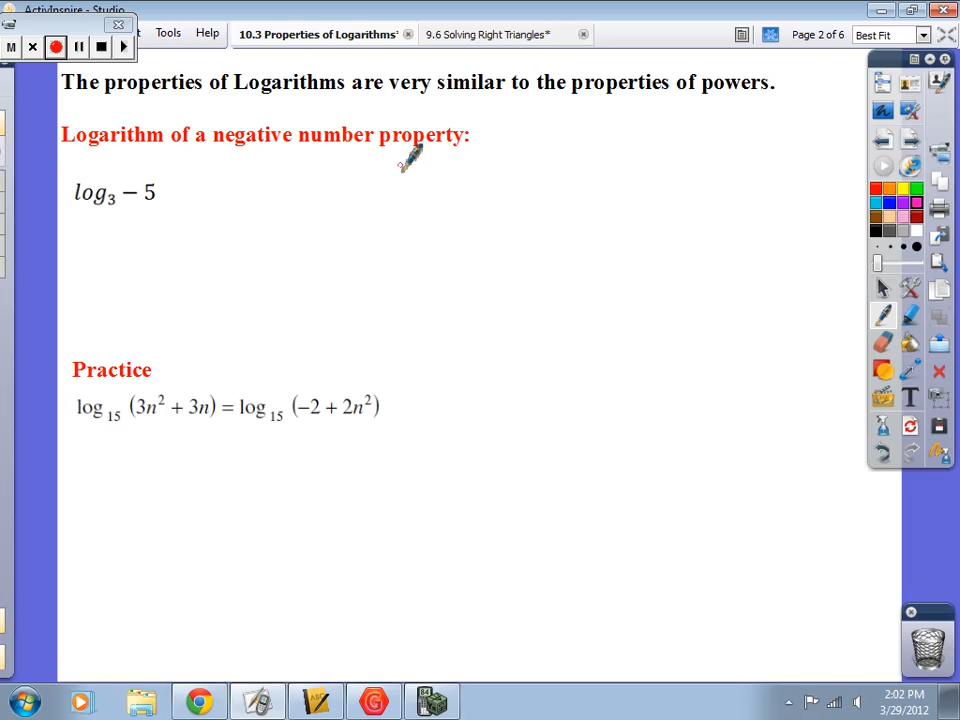 ActivInspire - Studio
M
Tools Help 10.3 Properties of Logarithms* 9.6 Solving Right Triangles* Page 2 of 6 Best Fit
The properties of Logarithms are very similar to the properties of powers.
Logarithm of a negative number property:
log₃ − 5
Practice
log ₁₅ (3n² + 3n) = log ₁₅ (−2 + 2n²)
T
84
2:02 PM
3/29/2012